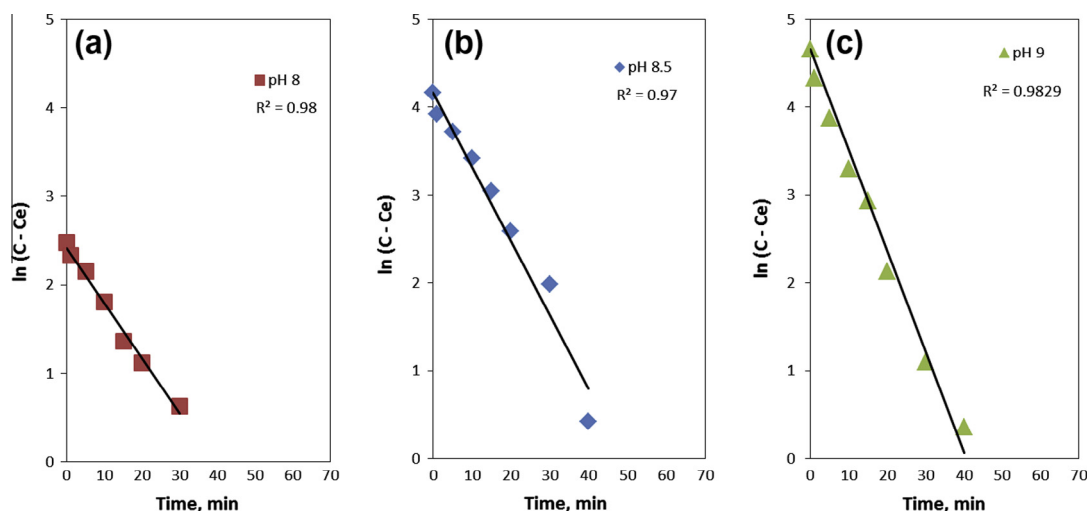 (a)
pH 8
R² = 0.98
ln (C - Ce)
5
4
3
2
1
0
0 10 20 30 40 50 60 70
Time, min
(b)
pH 8.5
R² = 0.97
ln (C - Ce)
5
4
3
2
1
0
0 10 20 30 40 50 60 70
Time, min
(c)
pH 9
R² = 0.9829
ln (C - Ce)
5
4
3
2
1
0
0 10 20 30 40 50 60 70
Time, min